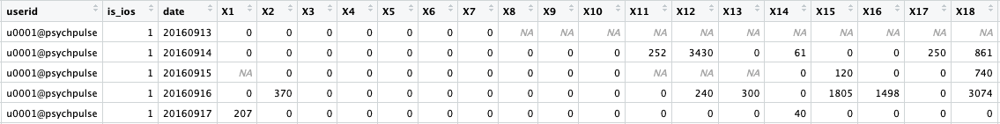 userid is_ios date X1 X2 X3 X4 X5 X6 X7 X8 X9 X10 X11 X12 X13 X14 X15 X16 X17 X18
u0001@psychpulse 1 20160913 0 0 0 0 0 0 0 NA NA NA NA NA NA NA NA NA NA NA
u0001@psychpulse 1 20160914 0 0 0 0 0 0 0 0 0 0 252 3430 0 61 0 0 250 861
u0001@psychpulse 1 20160915 NA 0 0 0 0 0 0 0 0 0 NA NA NA 0 120 0 0 740
u0001@psychpulse 1 20160916 0 370 0 0 0 0 0 0 0 0 0 240 300 0 1805 1498 0 3074
u0001@psychpulse 1 20160917 207 0 0 0 0 0 0 0 0 0 0 0 0 40 0 0 0 0